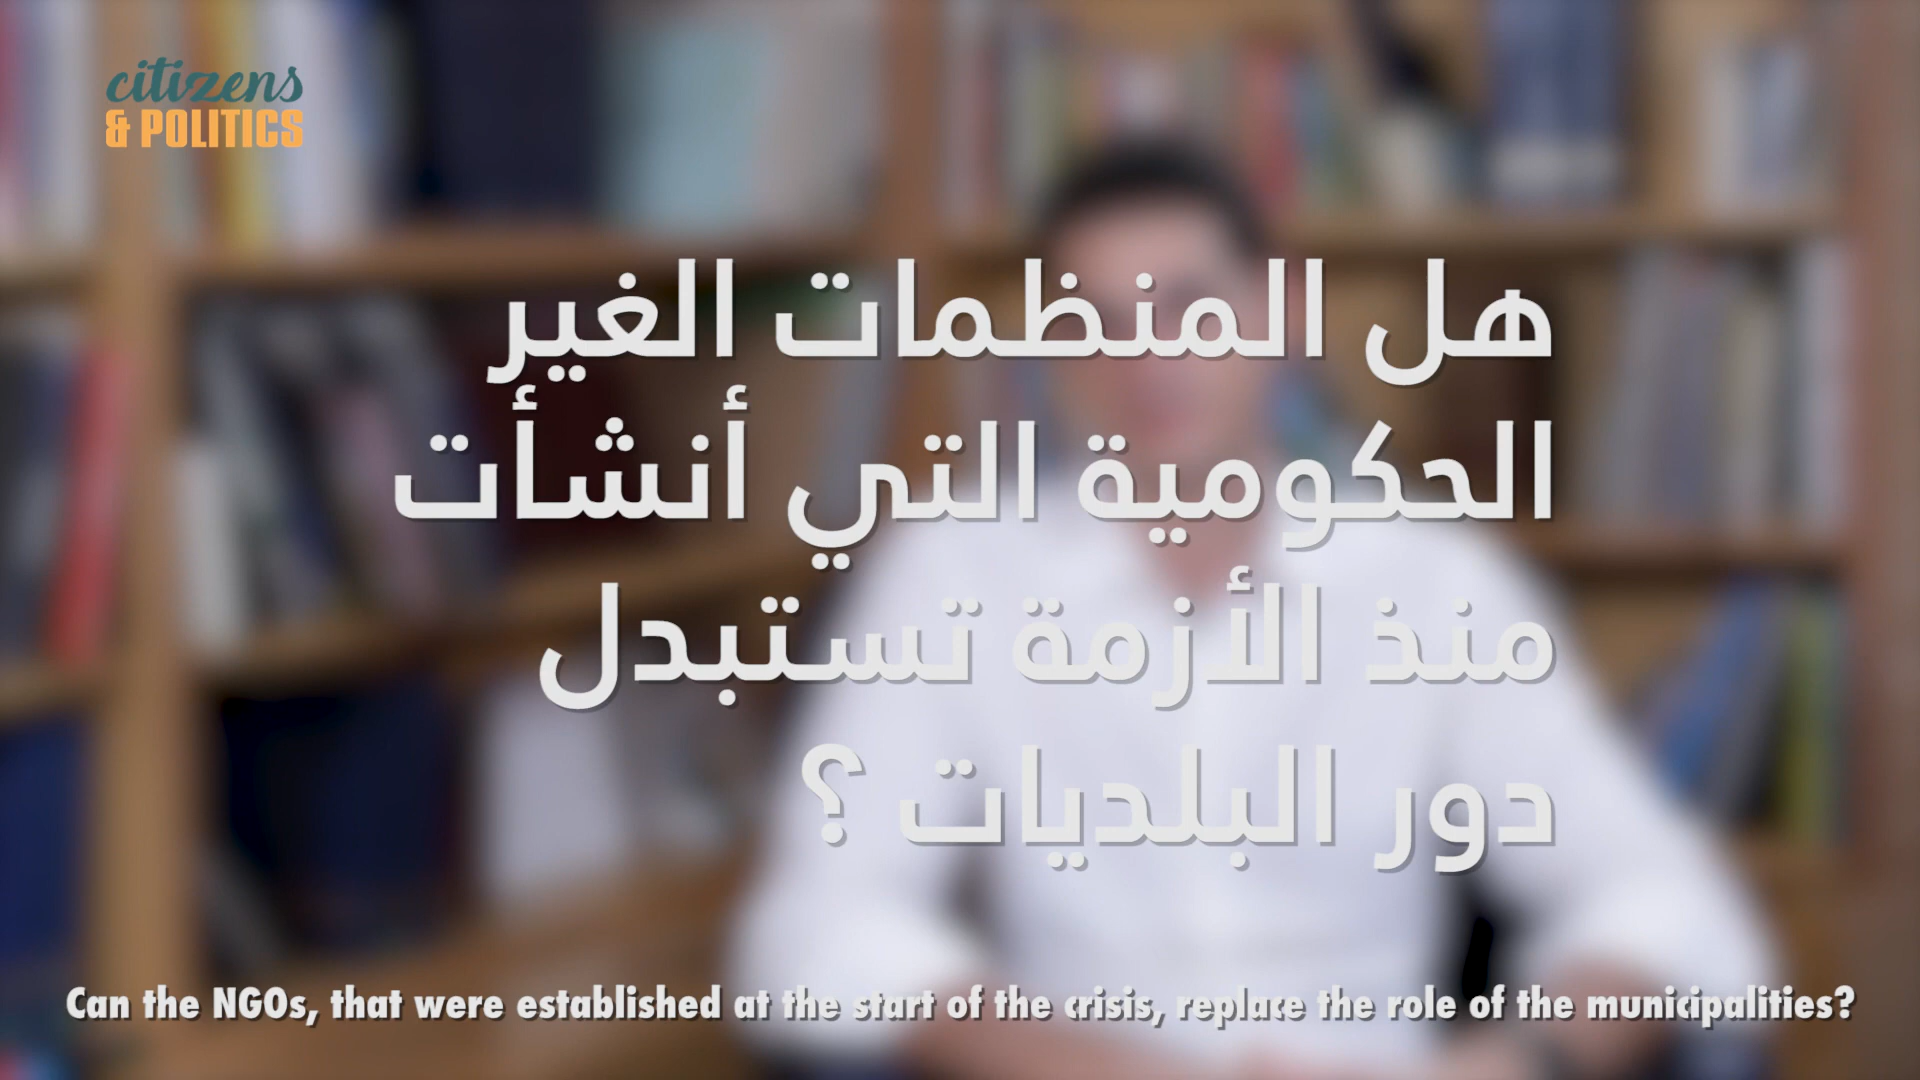 citizens
& POLITICS
هل المنظمات الغير
الحكومية التي أنشأت
منذ الأزمة تستبدل
دور البلديات ؟
Can the NGOs, that were established at the start of the crisis, replace the role of the municipalities?